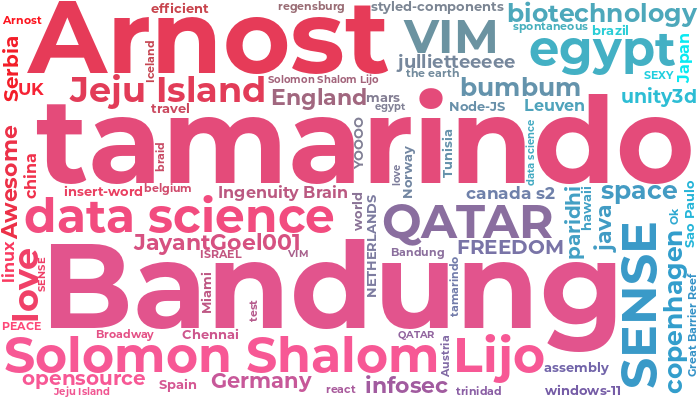 Arnost
efficient
regensburg
styled-components
biotechnology
Arnost
spontaneous
brazil
Serbia
Iceland
VIM
egypt
Japan
jullietteeeee
the earth
SEXY
UK
Jeju Island
Solomon Shalom Lijo
bumbum
England
mars
egypt
Node-JS
Leuven
unity3d
travel
tamarindo
Awesome
china
braid
YOOOO
love
Norway
Tunisia
data science
insert-word
belgium
Ingenuity Brain
world
NETHERLANDS
canada s2
paridhi
hawaii
space
data science
QATAR
java
Ok
Sao Paulo
linux
love
SENSE
JayantGoel001
ISRAEL
VIM
Bandung
FREEDOM
SENSE
copenhagen
Great Barrier Reef
Bandung
Miami
test
tamarindo
PEACE
Broadway
Chennai
QATAR
Austria
Solomon Shalom Lijo
assembly
opensource
Jeju Island
Spain
Germany
react
infosec
trinidad
windows-11